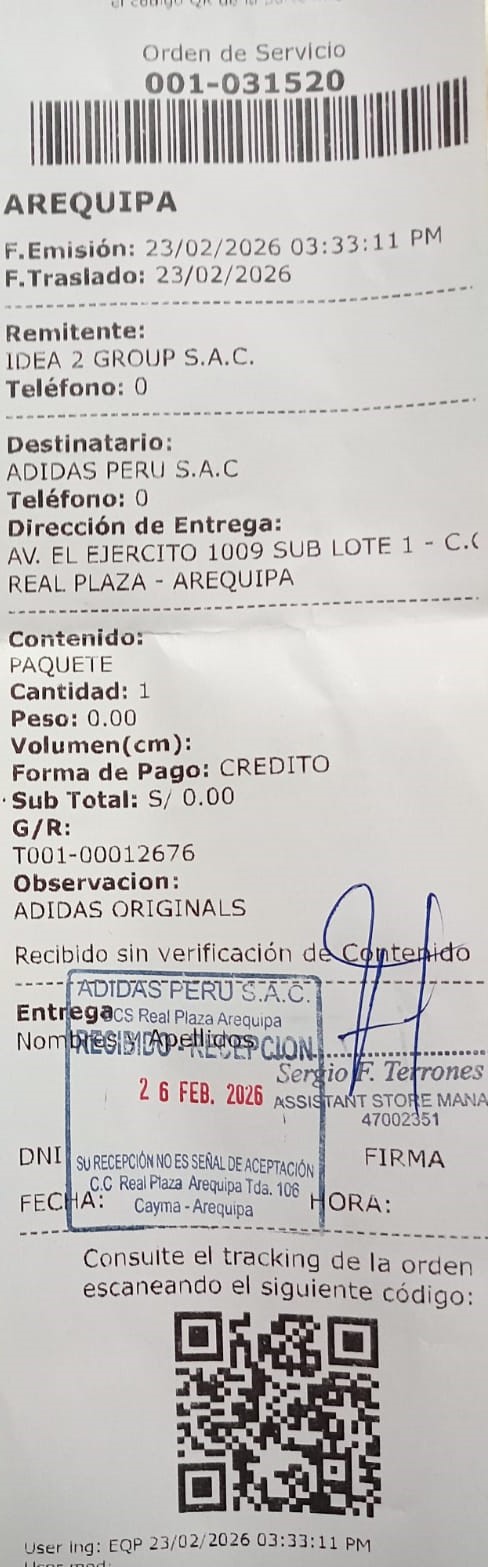 el código QR de la
Orden de Servicio
001-031520
AREQUIPA
F.Emisión: 23/02/2026 03:33:11 PM
F.Traslado: 23/02/2026
Remitente:
IDEA 2 GROUP S.A.C.
Teléfono: 0
Destinatario:
ADIDAS PERU S.A.C
Teléfono: 0
Dirección de Entrega:
AV. EL EJERCITO 1009 SUB LOTE 1 - C.C
REAL PLAZA - AREQUIPA
Contenido:
PAQUETE
Cantidad: 1
Peso: 0.00
Volumen(cm):
Forma de Pago: CREDITO
Sub Total: S/ 0.00
G/R:
T001-00012676
Observacion:
ADIDAS ORIGINALS
Recibido sin verificación de Contenido
ADIDAS PERU S.A.C.
Entrega
CS Real Plaza Arequipa
Nombres y Apellidos
RECIBIDO - RECEPCION
Sergio F. Terrones
26 FEB. 2026
ASSISTANT STORE MANA
47002351
DNI
SU RECEPCIÓN NO ES SEÑAL DE ACEPTACIÓN
FIRMA
C.C Real Plaza Arequipa Tda. 106
FECHA:
HORA:
Cayma - Arequipa
Consulte el tracking de la orden
escaneando el siguiente código:
User ing: EQP 23/02/2026 03:33:11 PM